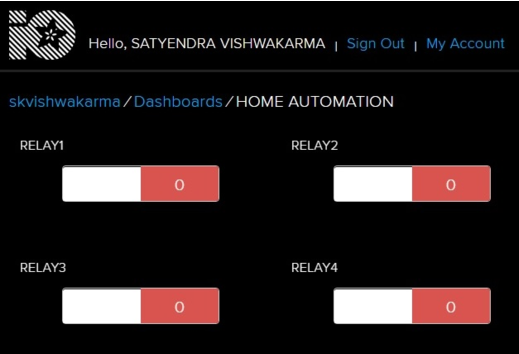 iO
Hello, SATYENDRA VISHWAKARMA | Sign Out | My Account
skvishwakarma / Dashboards / HOME AUTOMATION
RELAY1 RELAY2
0 0
RELAY3 RELAY4
0 0